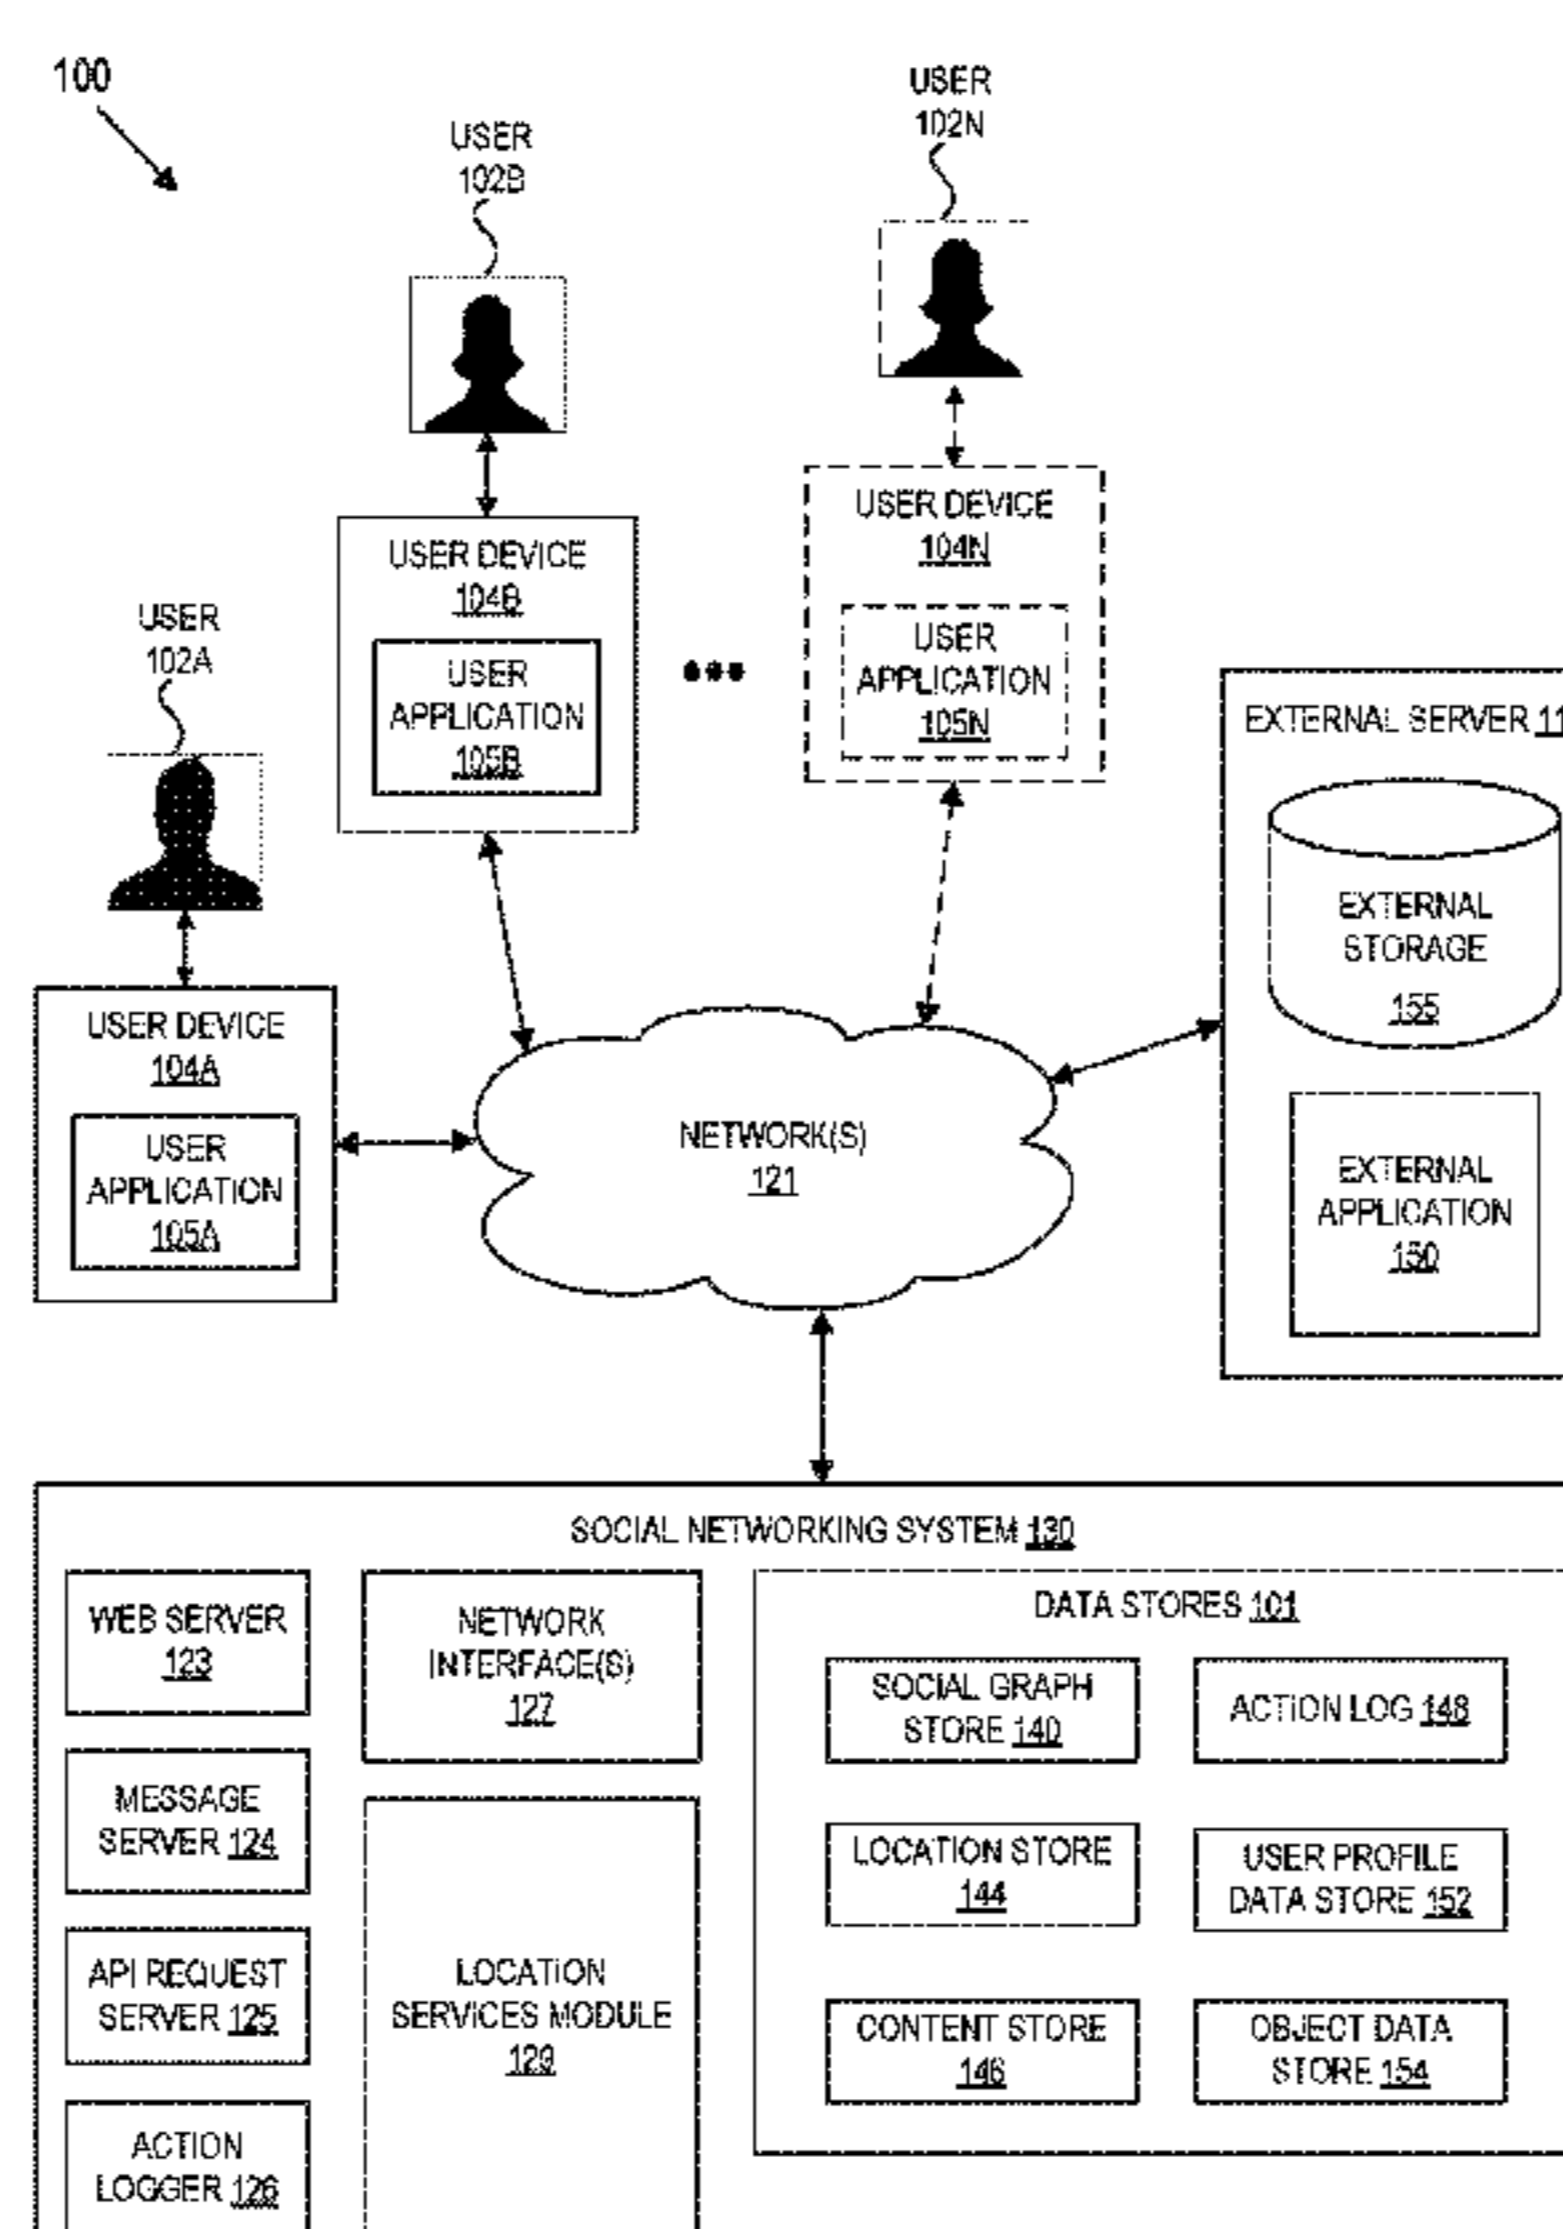 100
USER
102N
USER
102B
USER DEVICE
104N
USER
APPLICATION
105N
USER DEVICE
104B
USER
APPLICATION
105B
USER
102A
USER DEVICE
104A
USER
APPLICATION
105A
NETWORK(S)
121
EXTERNAL SERVER
EXTERNAL
STORAGE
155
EXTERNAL
APPLICATION
150
SOCIAL NETWORKING SYSTEM 130
WEB SERVER
123
MESSAGE
SERVER 124
API REQUEST
SERVER 125
ACTION
LOGGER 126
NETWORK
INTERFACE(S)
127
LOCATION
SERVICES MODULE
129
DATA STORES 101
SOCIAL GRAPH
STORE 140
ACTION LOG 148
LOCATION STORE
144
USER PROFILE
DATA STORE 152
CONTENT STORE
146
OBJECT DATA
STORE 154